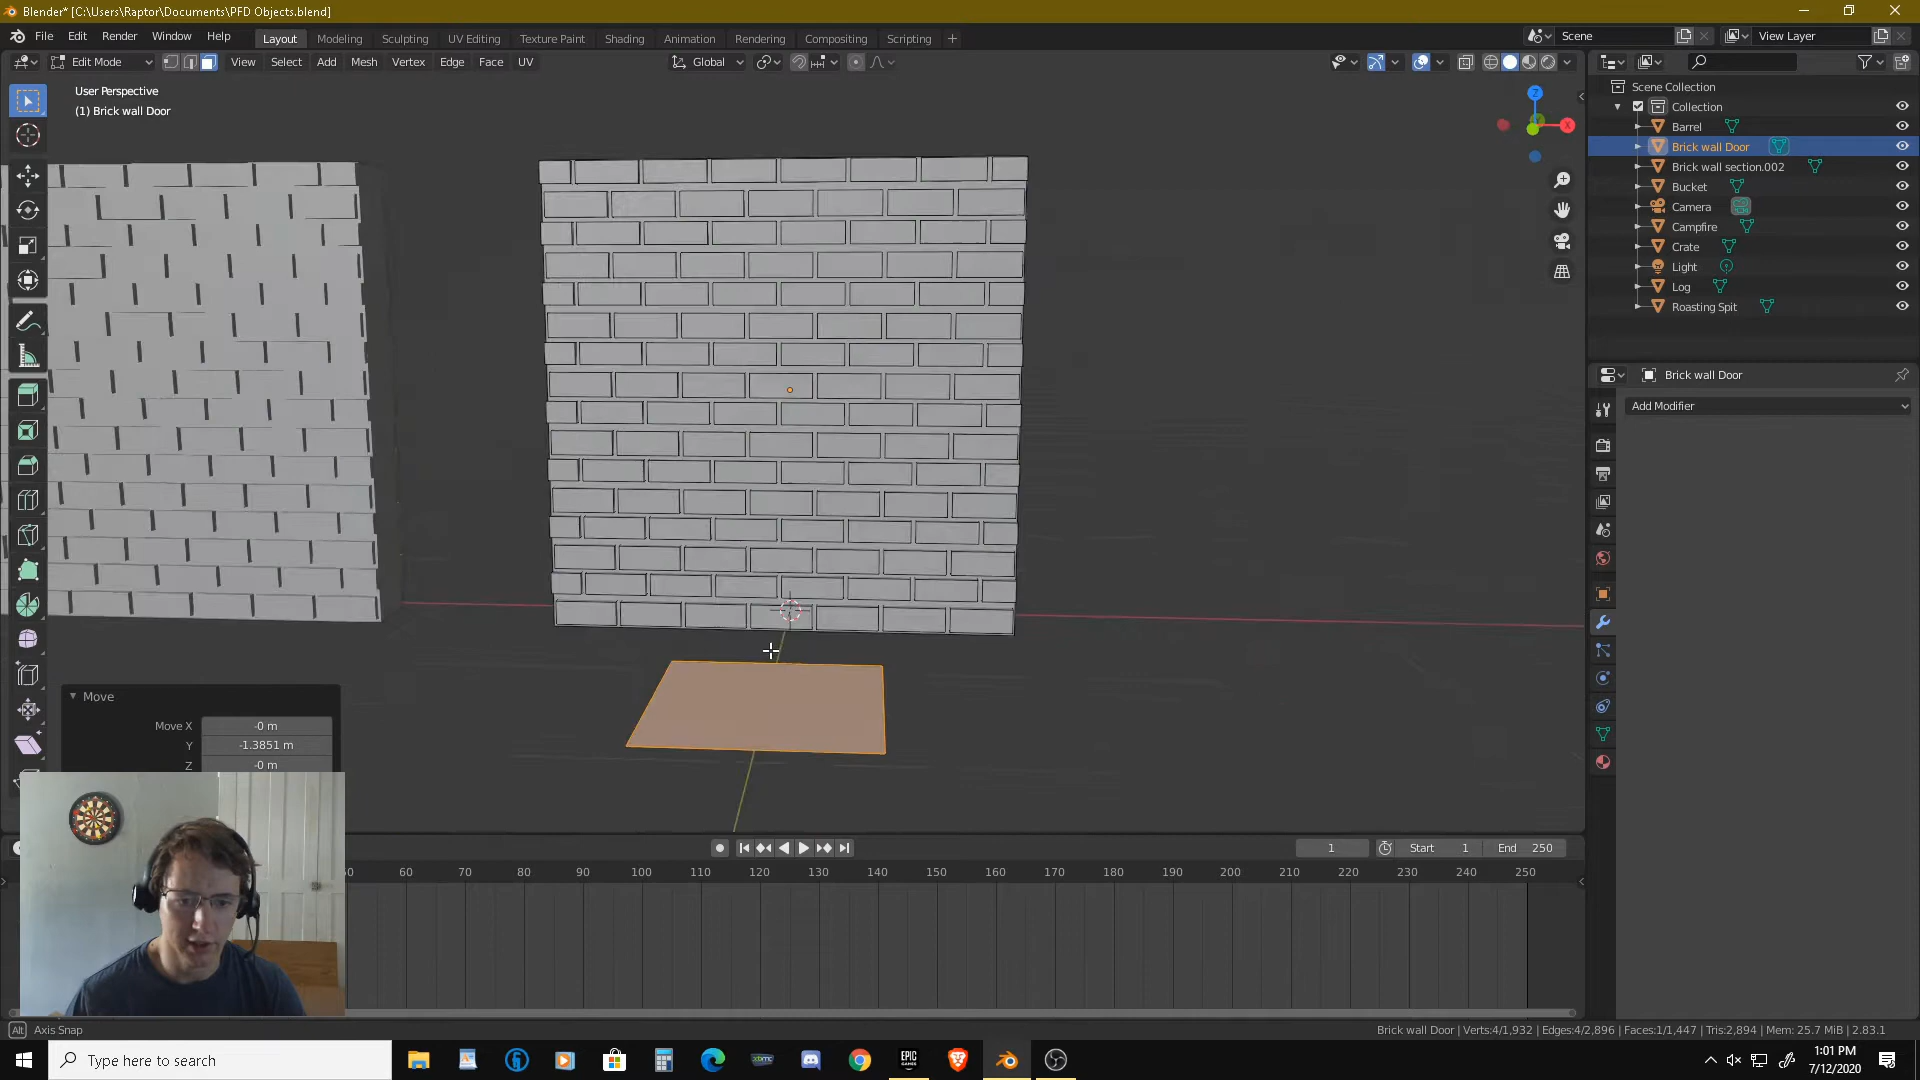 Blender* [C:\Users\Raptor\Documents\PFD Objects.blend]
File Edit Render Window Help Layout Modeling Sculpting UV Editing Texture Paint Shading Animation Rendering Compositing Scripting + Scene View Layer
Edit Mode View Select Add Mesh Vertex Edge Face UV Global
User Perspective
(1) Brick wall Door
Z
X
Scene Collection
Collection
Barrel
Brick wall Door
Brick wall section.002
Bucket
Camera
Campfire
Crate
Light
Log
Roasting Spit
Brick wall Door
Add Modifier
Move
Move X -0 m
Y -1.3851 m
Z -0 m
1 Start 1 End 250
50 60 70 80 90 100 110 120 130 140 150 160 170 180 190 200 210 220 230 240 250
Alt Axis Snap
Brick wall Door | Verts:4/1,932 | Edges:4/2,896 | Faces:1/1,447 | Tris:2,894 | Mem: 25.7 MiB | 2.83.1
Type here to search
EPIC GAMES
1:01 PM
7/12/2020